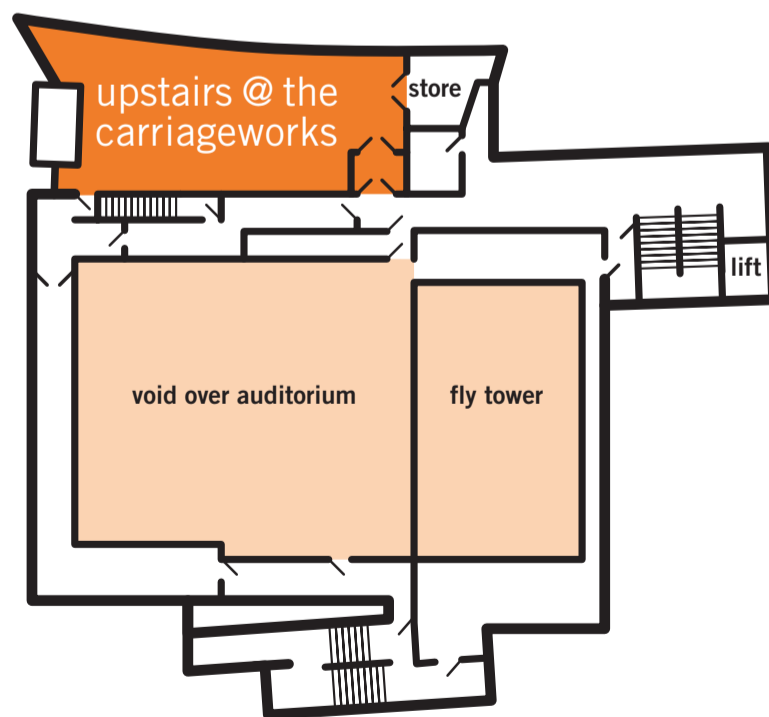 upstairs @ the
carriageworks
store
lift
void over auditorium
fly tower